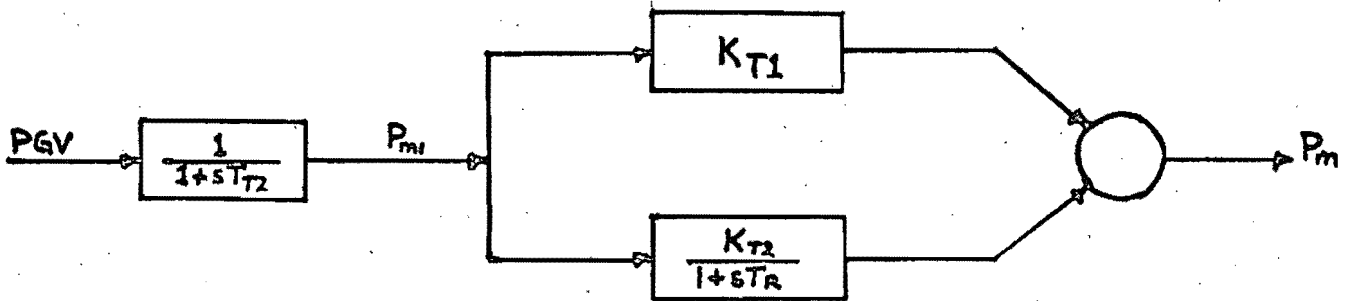 K_T1
PGV
1
1+sT_T2
P_m1
P_m
K_T2
1+sT_R